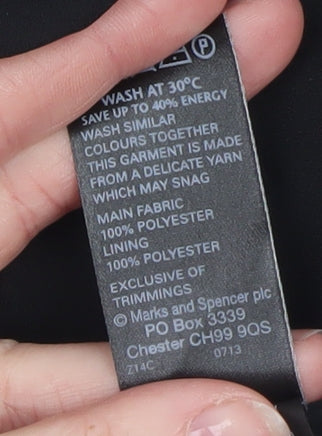 P
WASH AT 30°C
SAVE UP TO 40% ENERGY
WASH SIMILAR
COLOURS TOGETHER
THIS GARMENT IS MADE
FROM A DELICATE YARN
WHICH MAY SNAG
MAIN FABRIC
100% POLYESTER
LINING
100% POLYESTER
EXCLUSIVE OF
TRIMMINGS
© Marks and Spencer plc
PO Box 3339
Chester CH99 9QS
Z14C 0713